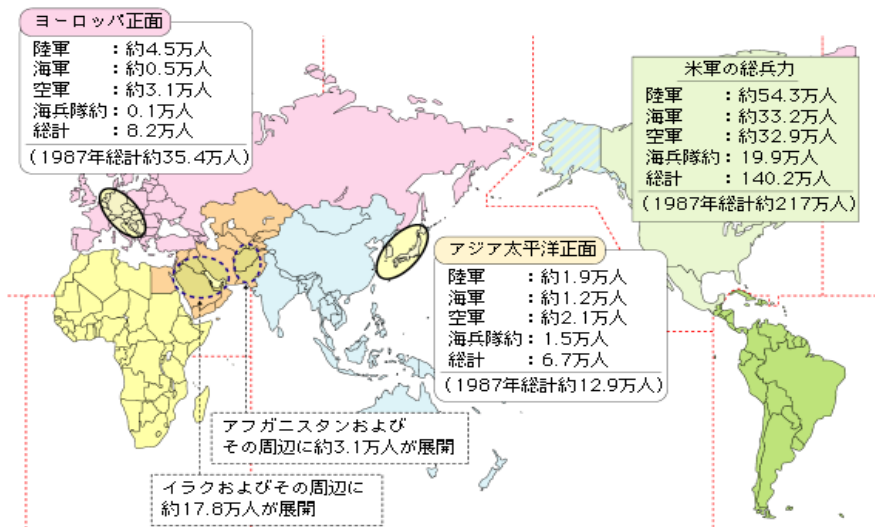 ヨーロッパ正面
陸軍　　：約4.5万人
海軍　　：約0.5万人
空軍　　：約3.1万人
海兵隊約：0.1万人
総計　　：8.2万人
(1987年総計約35.4万人)
米軍の総兵力
陸軍　　：約54.3万人
海軍　　：約33.2万人
空軍　　：約32.9万人
海兵隊約：19.9万人
総計　　：140.2万人
(1987年総計約217万人)
アジア太平洋正面
陸軍　　：約1.9万人
海軍　　：約1.2万人
空軍　　：約2.1万人
海兵隊約：1.5万人
総計　　：6.7万人
(1987年総計約12.9万人)
アフガニスタンおよび
その周辺に約3.1万人が展開
イラクおよびその周辺に
約17.8万人が展開